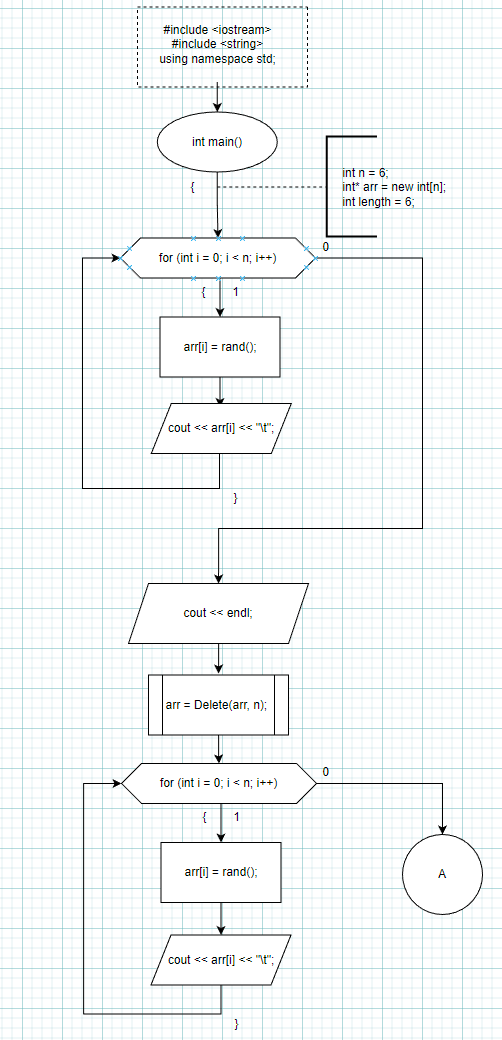 #include <iostream>
#include <string>
using namespace std;
int main()
{
int n = 6;
int* arr = new int[n];
int length = 6;
for (int i = 0; i < n; i++)
0
{ 1
arr[i] = rand();
cout << arr[i] << "\t";
}
cout << endl;
arr = Delete(arr, n);
for (int i = 0; i < n; i++)
0
{ 1
arr[i] = rand();
A
cout << arr[i] << "\t";
}